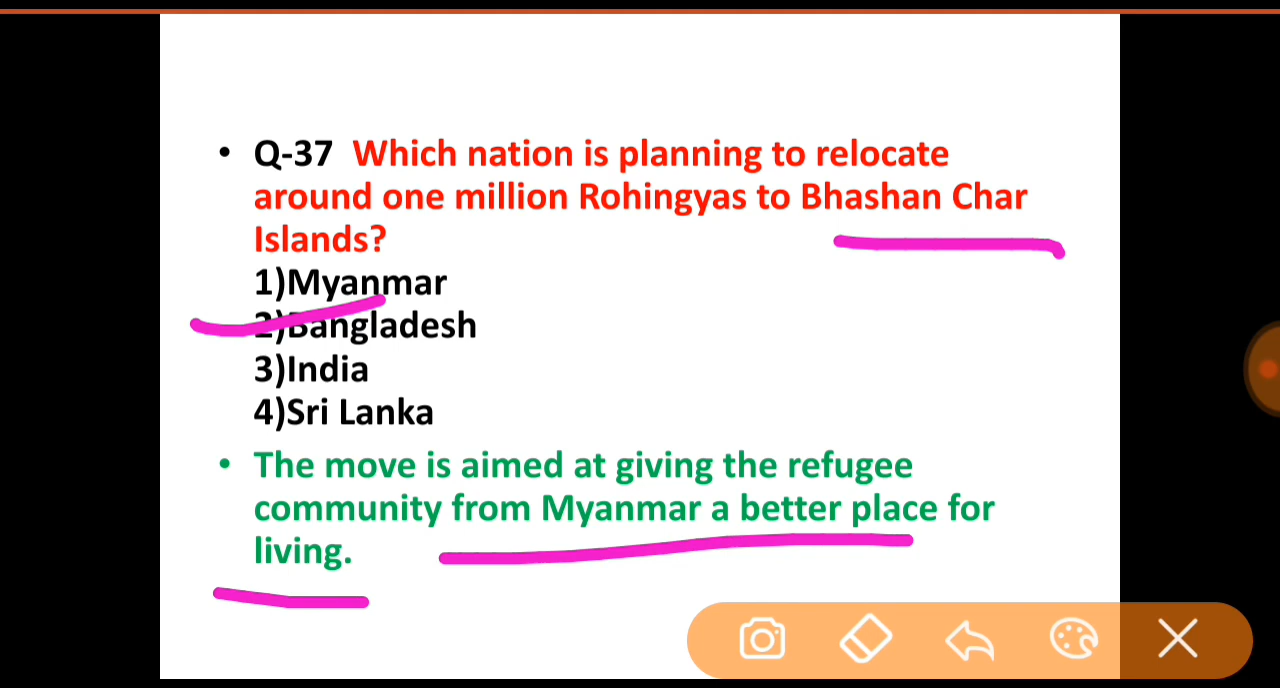 • Q-37 Which nation is planning to relocate
around one million Rohingyas to Bhashan Char
Islands?
1)Myanmar
2)Bangladesh
3)India
4)Sri Lanka
• The move is aimed at giving the refugee
community from Myanmar a better place for
living.